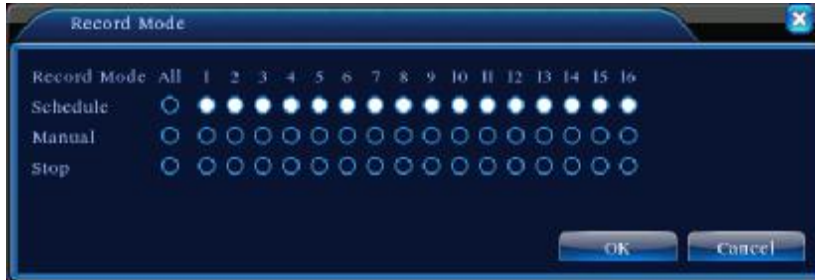 Record Mode
Record Mode All 1 2 3 4 5 6 7 8 9 10 11 12 13 14 15 16
Schedule
Manual
Stop
OK Cancel